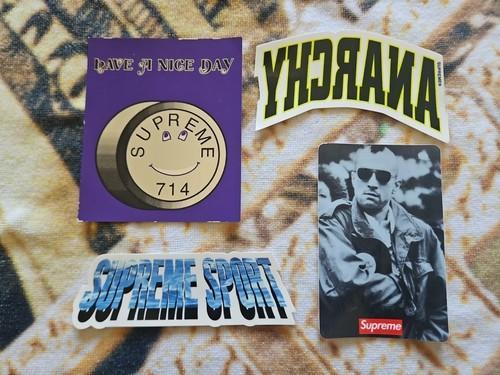 HAVE A NICE DAY
SUPREME
714
ANARCHY
SUPREME
SUPREME SPORT
Supreme